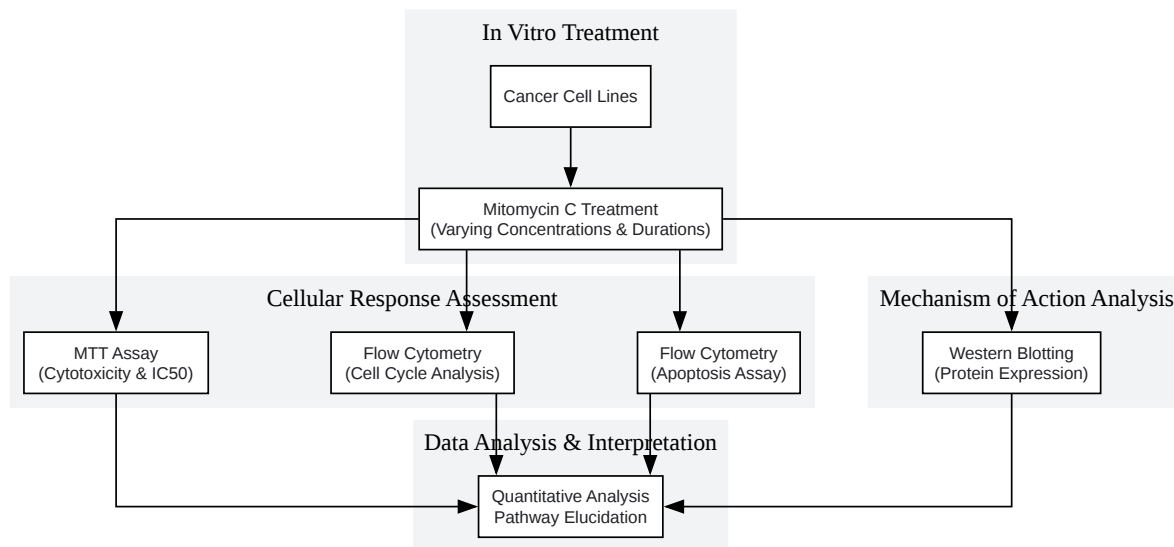 In Vitro Treatment
Cancer Cell Lines
Mitomycin C Treatment
(Varying Concentrations & Durations)
Cellular Response Assessment
Mechanism of Action Analysis
MTT Assay
(Cytotoxicity & IC50)
Flow Cytometry
(Cell Cycle Analysis)
Flow Cytometry
(Apoptosis Assay)
Western Blotting
(Protein Expression)
Data Analysis & Interpretation
Quantitative Analysis
Pathway Elucidation